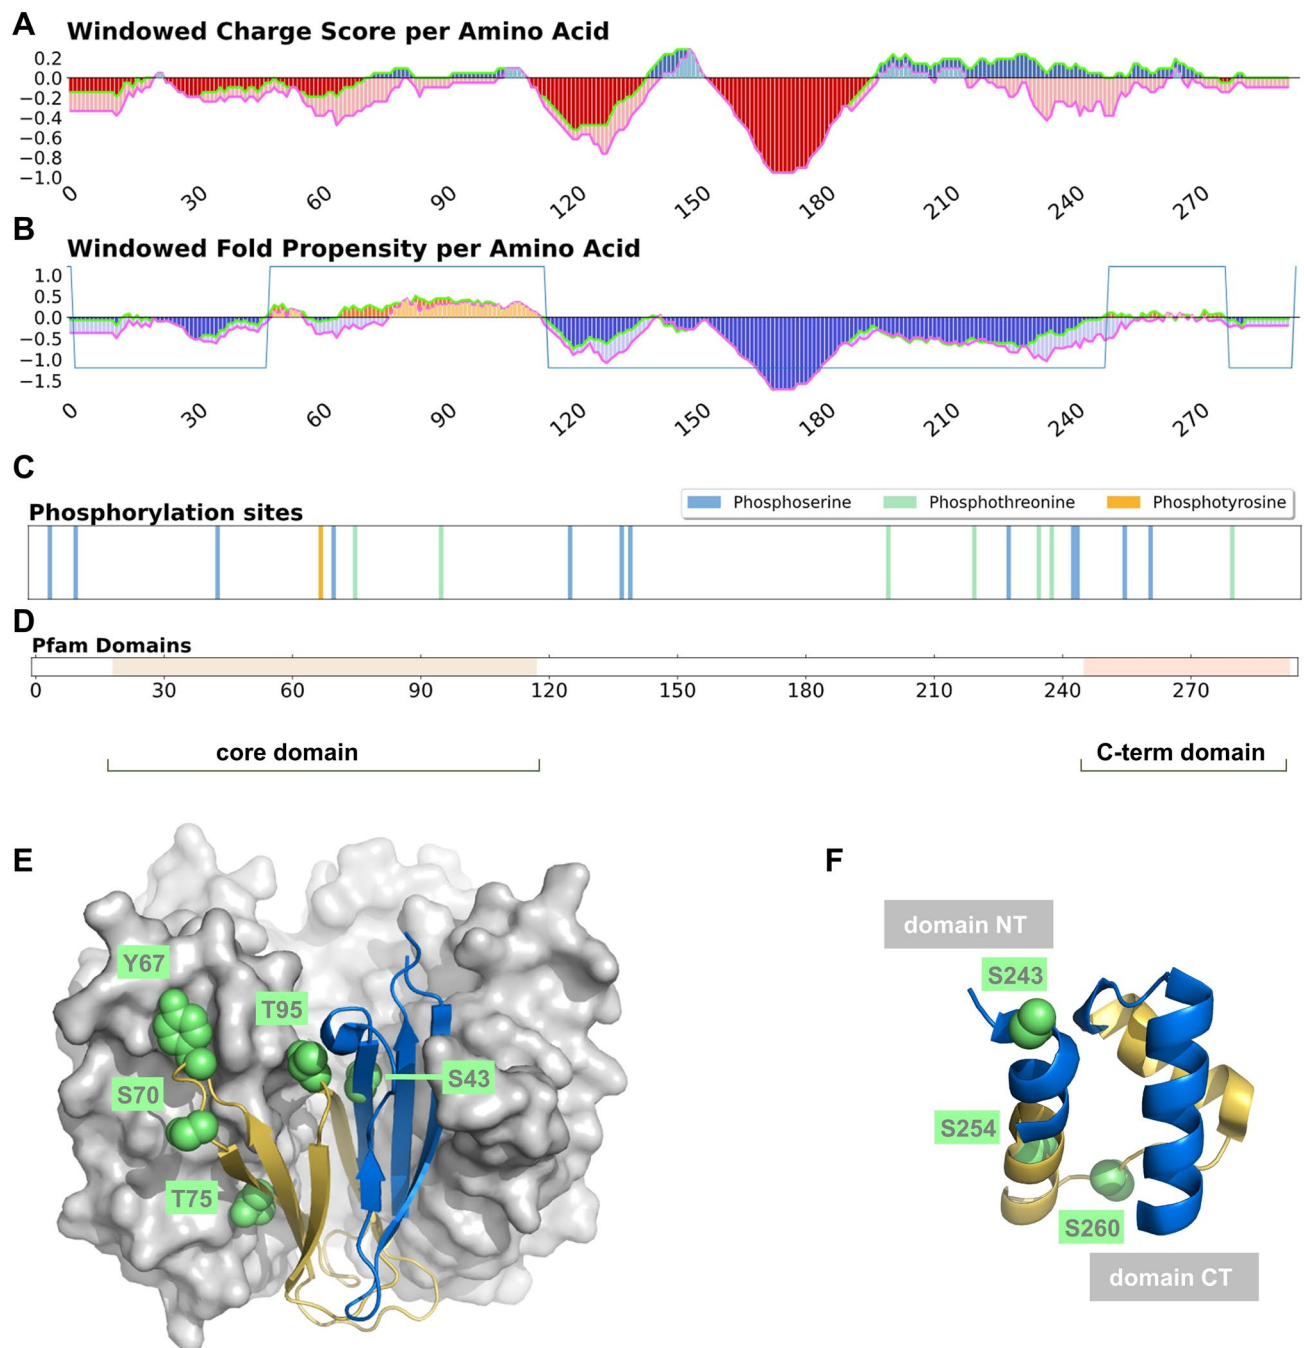 A
Windowed Charge Score per Amino Acid
0.2
0.0
−0.2
−0.4
−0.6
−0.8
−1.0
0 30 60 90 120 150 180 210 240 270
B
Windowed Fold Propensity per Amino Acid
1.0
0.5
0.0
−0.5
−1.0
−1.5
0 30 60 90 120 150 180 210 240 270
C
Phosphorylation sites
Phosphoserine Phosphothreonine Phosphotyrosine
D
Pfam Domains
0 30 60 90 120 150 180 210 240 270
core domain C-term domain
E
Y67
T95
S43
S70
T75
F
domain NT
S243
S254
S260
domain CT